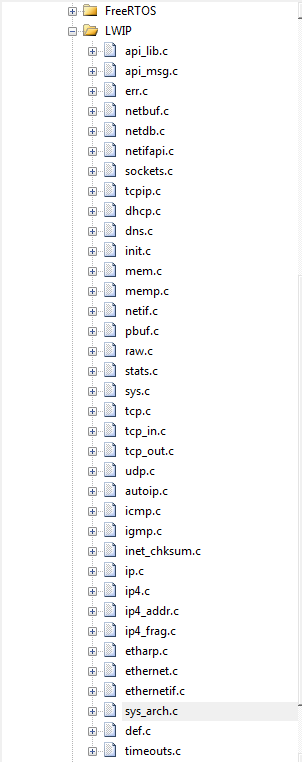 FreeRTOS
LWIP
api_lib.c
api_msg.c
err.c
netbuf.c
netdb.c
netifapi.c
sockets.c
tcpip.c
dhcp.c
dns.c
init.c
mem.c
memp.c
netif.c
pbuf.c
raw.c
stats.c
sys.c
tcp.c
tcp_in.c
tcp_out.c
udp.c
autoip.c
icmp.c
igmp.c
inet_chksum.c
ip.c
ip4.c
ip4_addr.c
ip4_frag.c
etharp.c
ethernet.c
ethernetif.c
sys_arch.c
def.c
timeouts.c